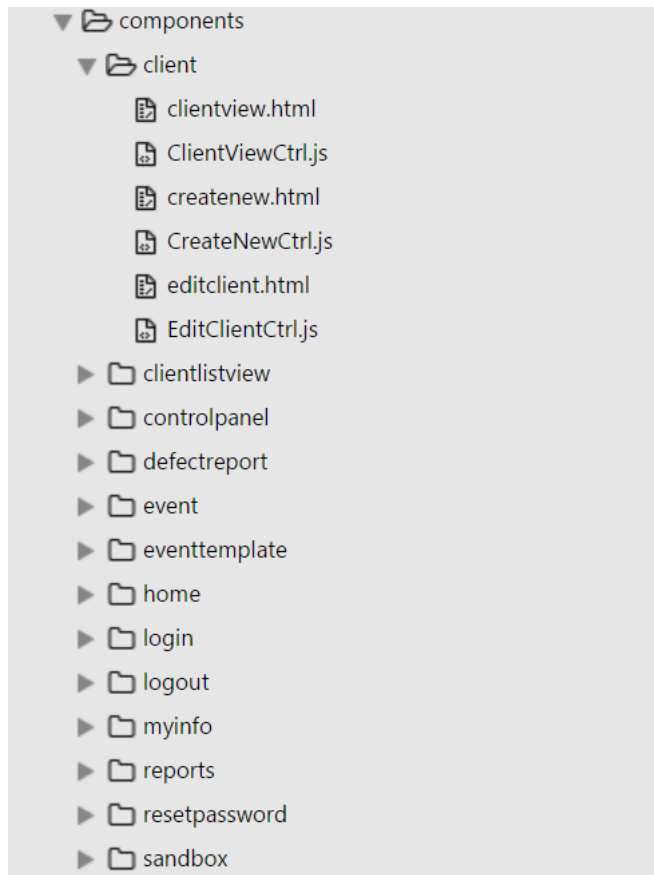 components
client
clientview.html
ClientViewCtrl.js
createnew.html
CreateNewCtrl.js
editclient.html
EditClientCtrl.js
clientlistview
controlpanel
defectreport
event
eventtemplate
home
login
logout
myinfo
reports
resetpassword
sandbox